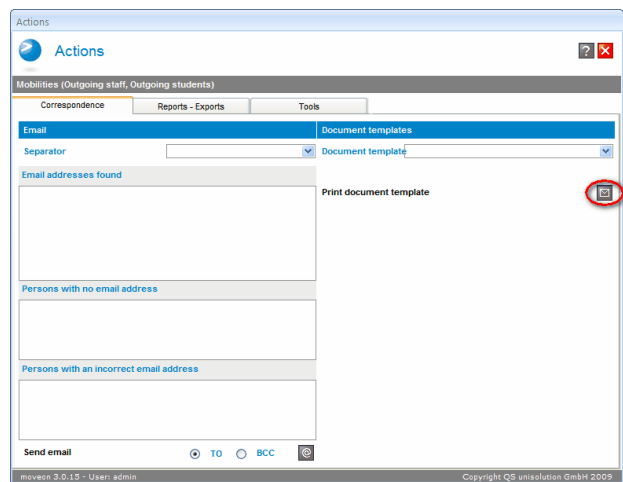 Actions
Actions
?
Mobilities (Outgoing staff, Outgoing students)
Correspondence Reports - Exports Tools
Email Document templates
Separator Document template
Email addresses found
Print document template
Persons with no email address
Persons with an incorrect email address
Send email TO BCC @
moveon 3.0.15 - User: admin Copyright QS unisolution GmbH 2009